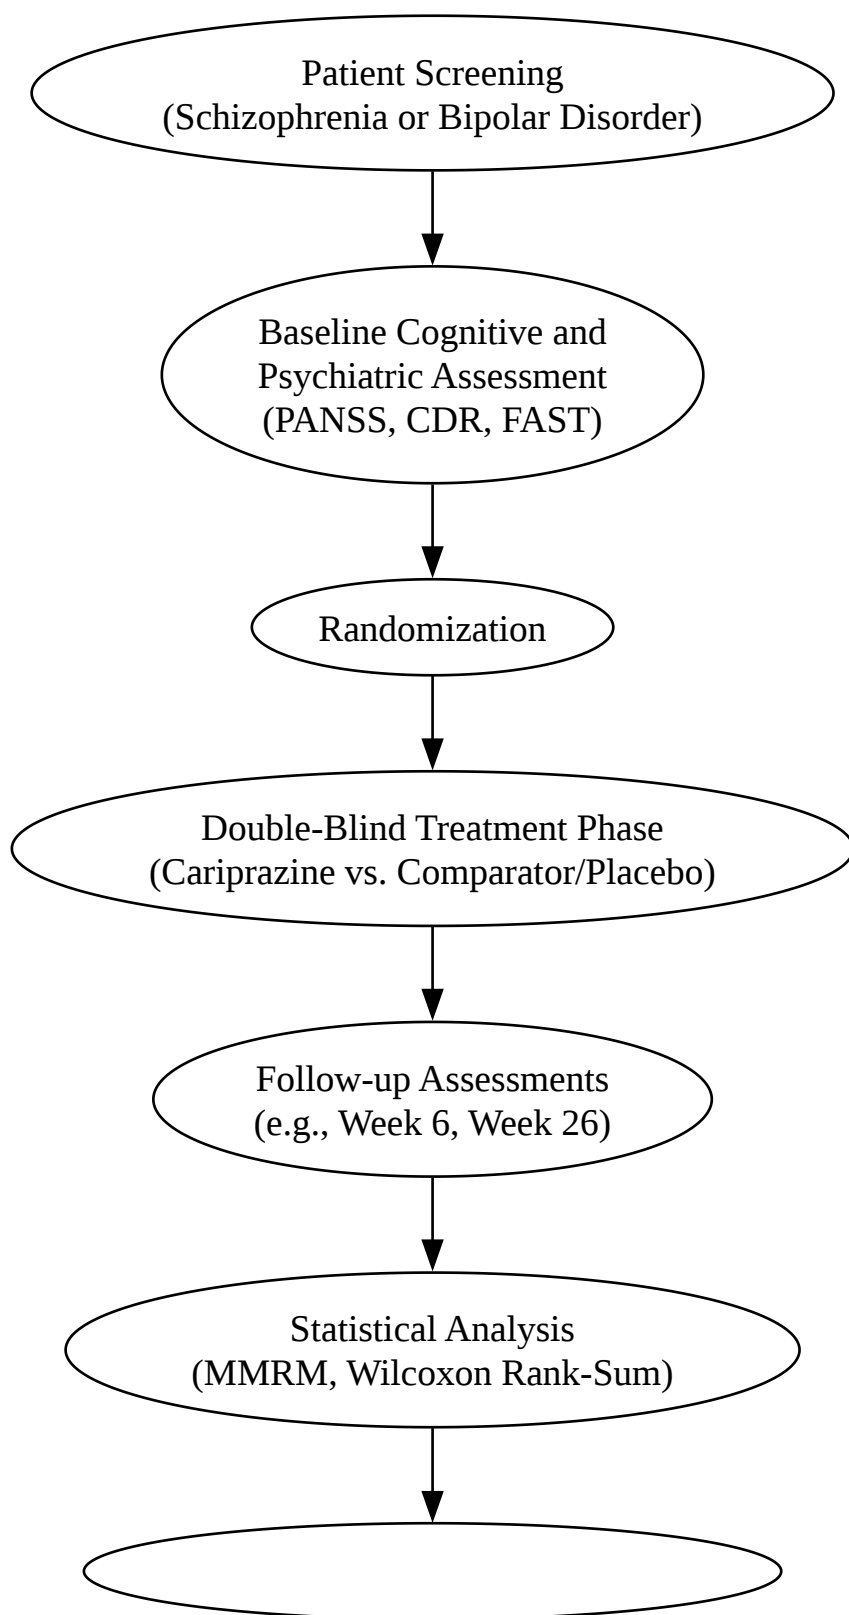 Patient Screening
(Schizophrenia or Bipolar Disorder)
Baseline Cognitive and
Psychiatric Assessment
(PANSS, CDR, FAST)
Randomization
Double-Blind Treatment Phase
(Cariprazine vs. Comparator/Placebo)
Follow-up Assessments
(e.g., Week 6, Week 26)
Statistical Analysis
(MMRM, Wilcoxon Rank-Sum)